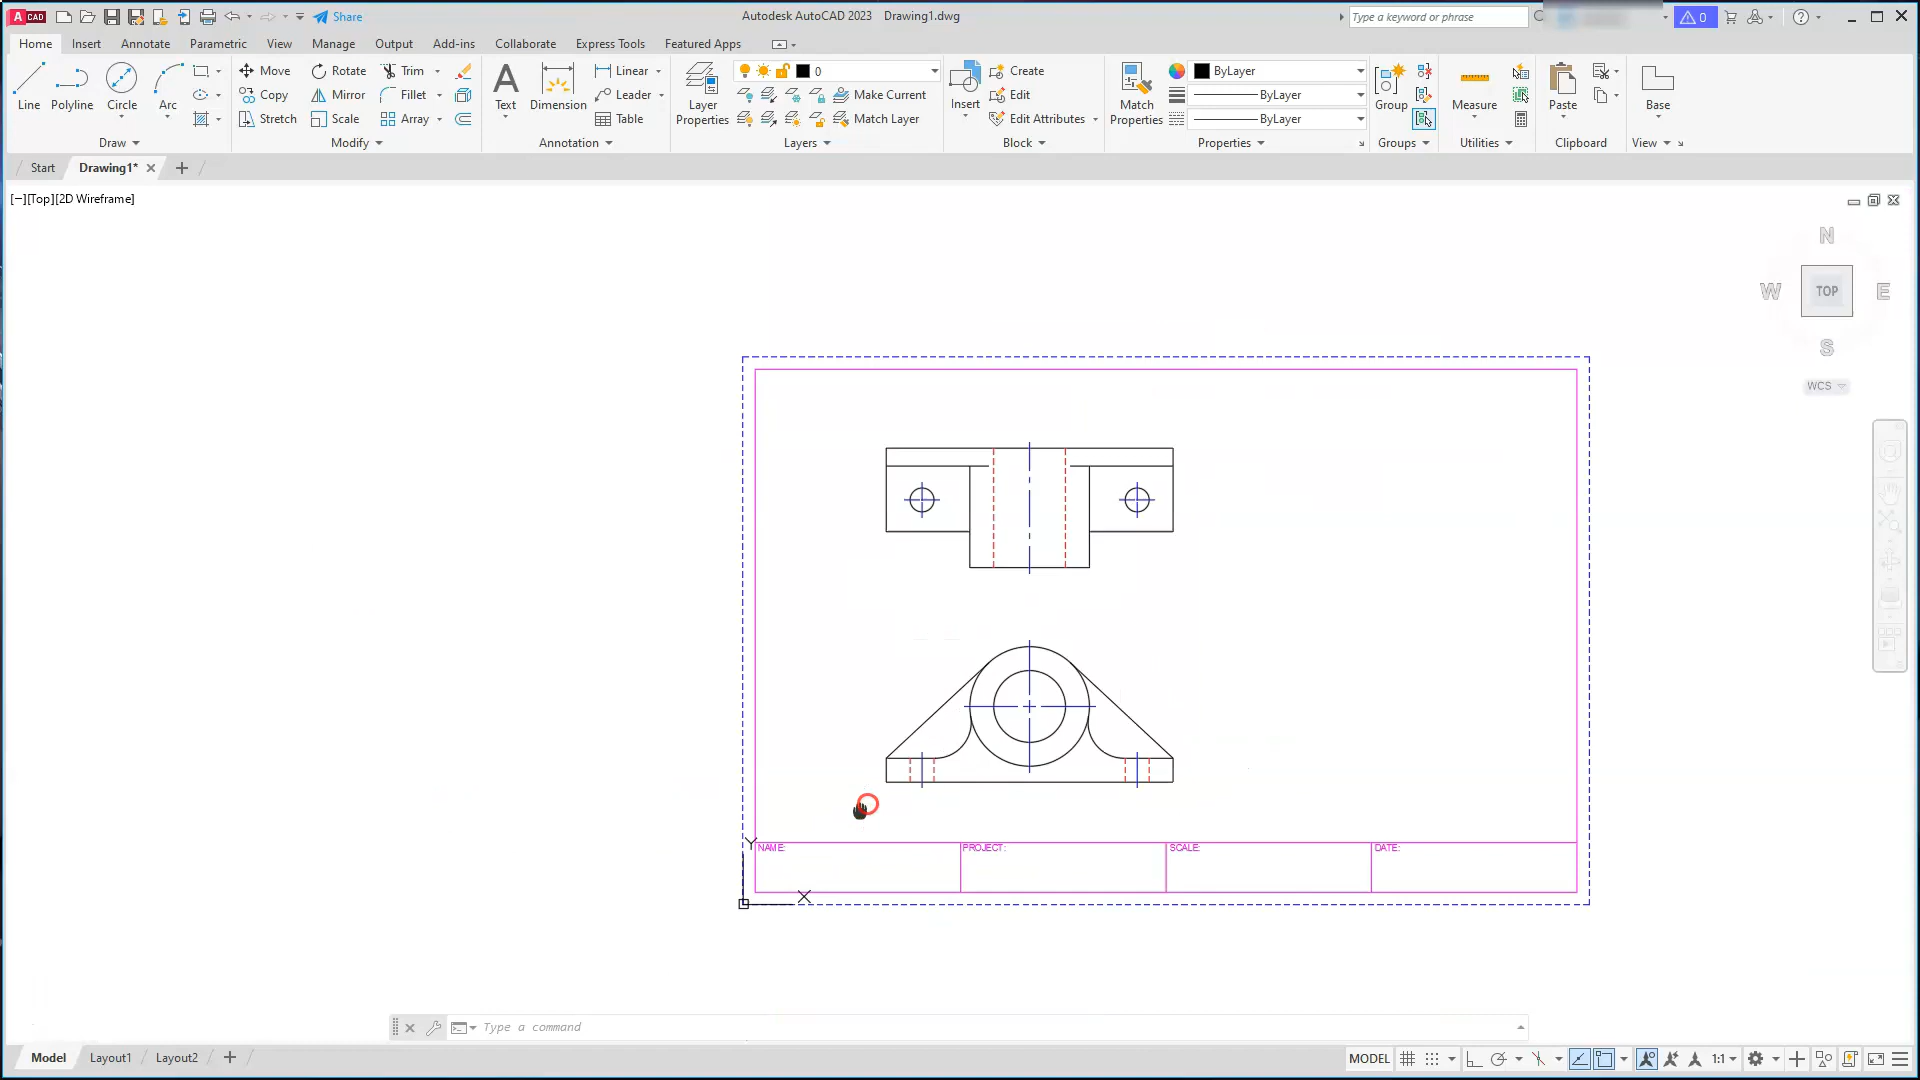 A CAD
Share
Autodesk AutoCAD 2023 Drawing1.dwg
Type a keyword or phrase
0
Home Insert Annotate Parametric View Manage Output Add-ins Collaborate Express Tools Featured Apps
Line
Polyline
Circle
Arc
Draw
Move Rotate Trim
Copy Mirror Fillet
Stretch Scale Array
Modify
A
Text
Dimension
Linear
Leader
Table
Annotation
Layer
Properties
0
Make Current
Match Layer
Layers
Insert
Create
Edit
Edit Attributes
Block
Match
Properties
ByLayer
ByLayer
ByLayer
Properties
Group
Groups
Measure
Utilities
Paste
Clipboard
Base
View
Start Drawing1*
[−][Top][2D Wireframe]
N
W TOP E
S
WCS
Y
X
NAME: PROJECT: SCALE: DATE:
Type a command
Model Layout1 Layout2
MODEL 1:1